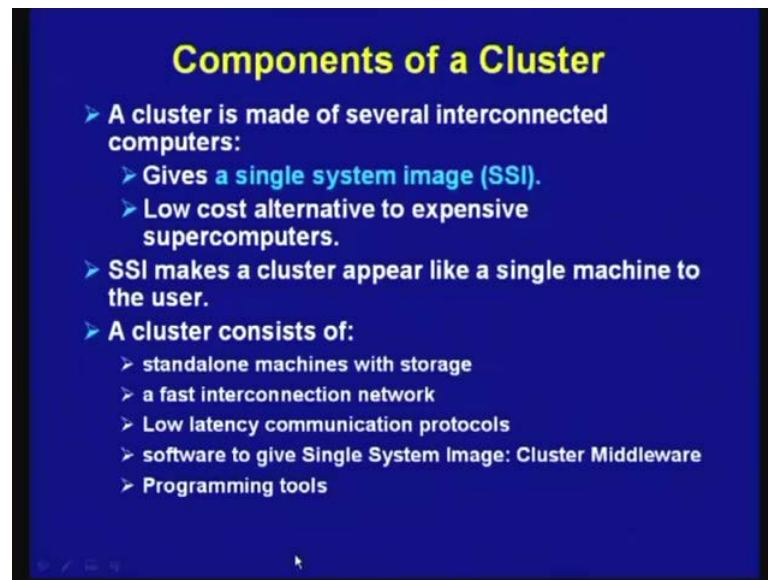 Components of a Cluster
➢ A cluster is made of several interconnected
computers:
➢ Gives a single system image (SSI).
➢ Low cost alternative to expensive
supercomputers.
➢ SSI makes a cluster appear like a single machine to
the user.
➢ A cluster consists of:
➢ standalone machines with storage
➢ a fast interconnection network
➢ Low latency communication protocols
➢ software to give Single System Image: Cluster Middleware
➢ Programming tools